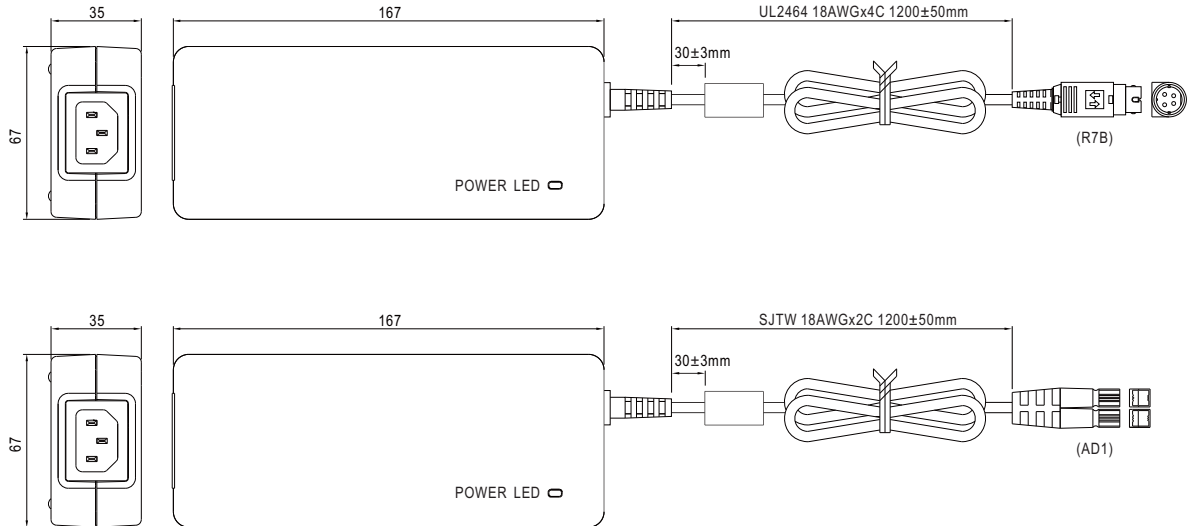 35
167
UL2464 18AWGx4C 1200±50mm
30±3mm
67
(R7B)
POWER LED
35
167
SJTW 18AWGx2C 1200±50mm
30±3mm
67
(AD1)
POWER LED